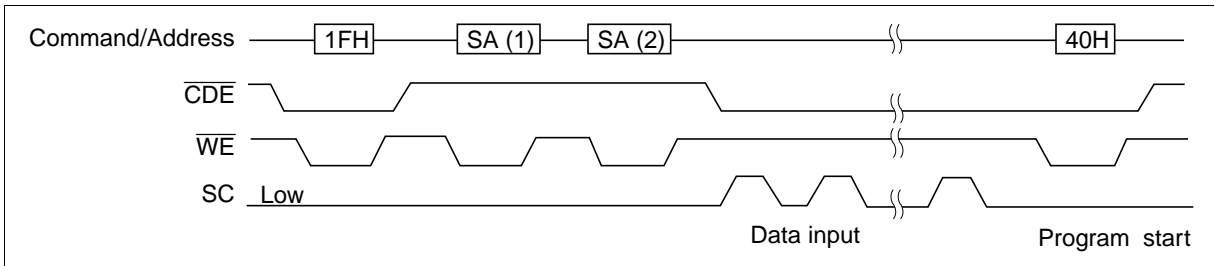 Command/Address 1FH SA (1) SA (2) 40H
CDE
WE
SC Low
Data input Program start